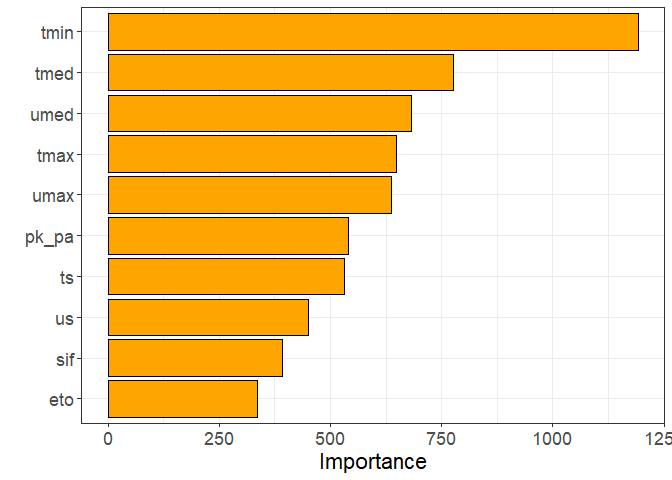 tmin
tmed
umed
tmax
umax
pk_pa
ts
us
sif
eto
0 250 500 750 1000 125
Importance